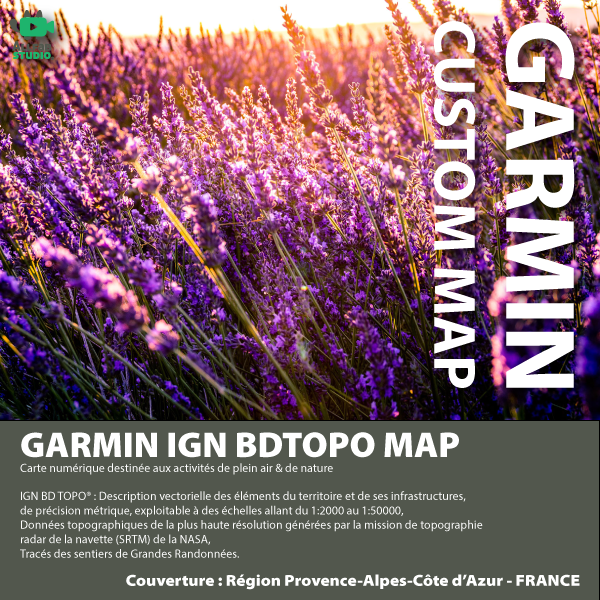 STUDIO
GARMIN
CUSTOM MAP
GARMIN IGN BDTOPO MAP
Carte numérique destinée aux activités de plein air & de nature
IGN BD TOPO® : Description vectorielle des éléments du territoire et de ses infrastructures,
de précision métrique, exploitable à des échelles allant du 1:2000 au 1:50000,
Données topographiques de la plus haute résolution générées par la mission de topographie
radar de la navette (SRTM) de la NASA,
Tracés des sentiers de Grandes Randonnées.
Couverture : Région Provence-Alpes-Côte d’Azur - FRANCE